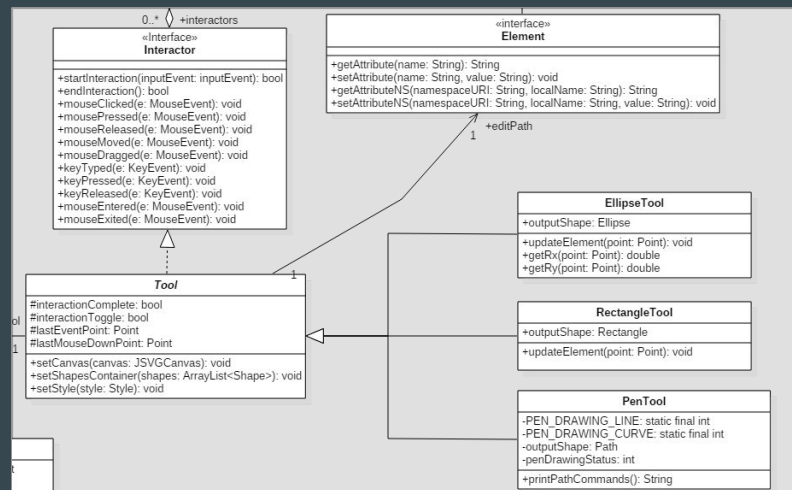 0..* +interactors
«Interface»
Interactor
+startInteraction(inputEvent: inputEvent): bool
+endInteraction(): bool
+mouseClicked(e: MouseEvent): void
+mousePressed(e: MouseEvent): void
+mouseReleased(e: MouseEvent): void
+mouseMoved(e: MouseEvent): void
+mouseDragged(e: MouseEvent): void
+keyTyped(e: KeyEvent): void
+keyPressed(e: KeyEvent): void
+keyReleased(e: KeyEvent): void
+mouseEntered(e: MouseEvent): void
+mouseExited(e: MouseEvent): void
«interface»
Element
+getAttribute(name: String): String
+setAttribute(name: String, value: String): void
+getAttributeNS(namespaceURI: String, localName: String): String
+setAttributeNS(namespaceURI: String, localName: String, value: String): void
+editPath
1
EllipseTool
+outputShape: Ellipse
+updateElement(point: Point): void
+getRx(point: Point): double
+getRy(point: Point): double
1
Tool
#interactionComplete: bool
#interactionToggle: bool
#lastEventPoint: Point
#lastMouseDownPoint: Point
+setCanvas(canvas: JSVGCanvas): void
+setShapesContainer(shapes: ArrayList<Shape>): void
+setStyle(style: Style): void
ol
1
RectangleTool
+outputShape: Rectangle
+updateElement(point: Point): void
PenTool
-PEN_DRAWING_LINE: static final int
-PEN_DRAWING_CURVE: static final int
-outputShape: Path
-penDrawingStatus: int
+printPathCommands(): String
t